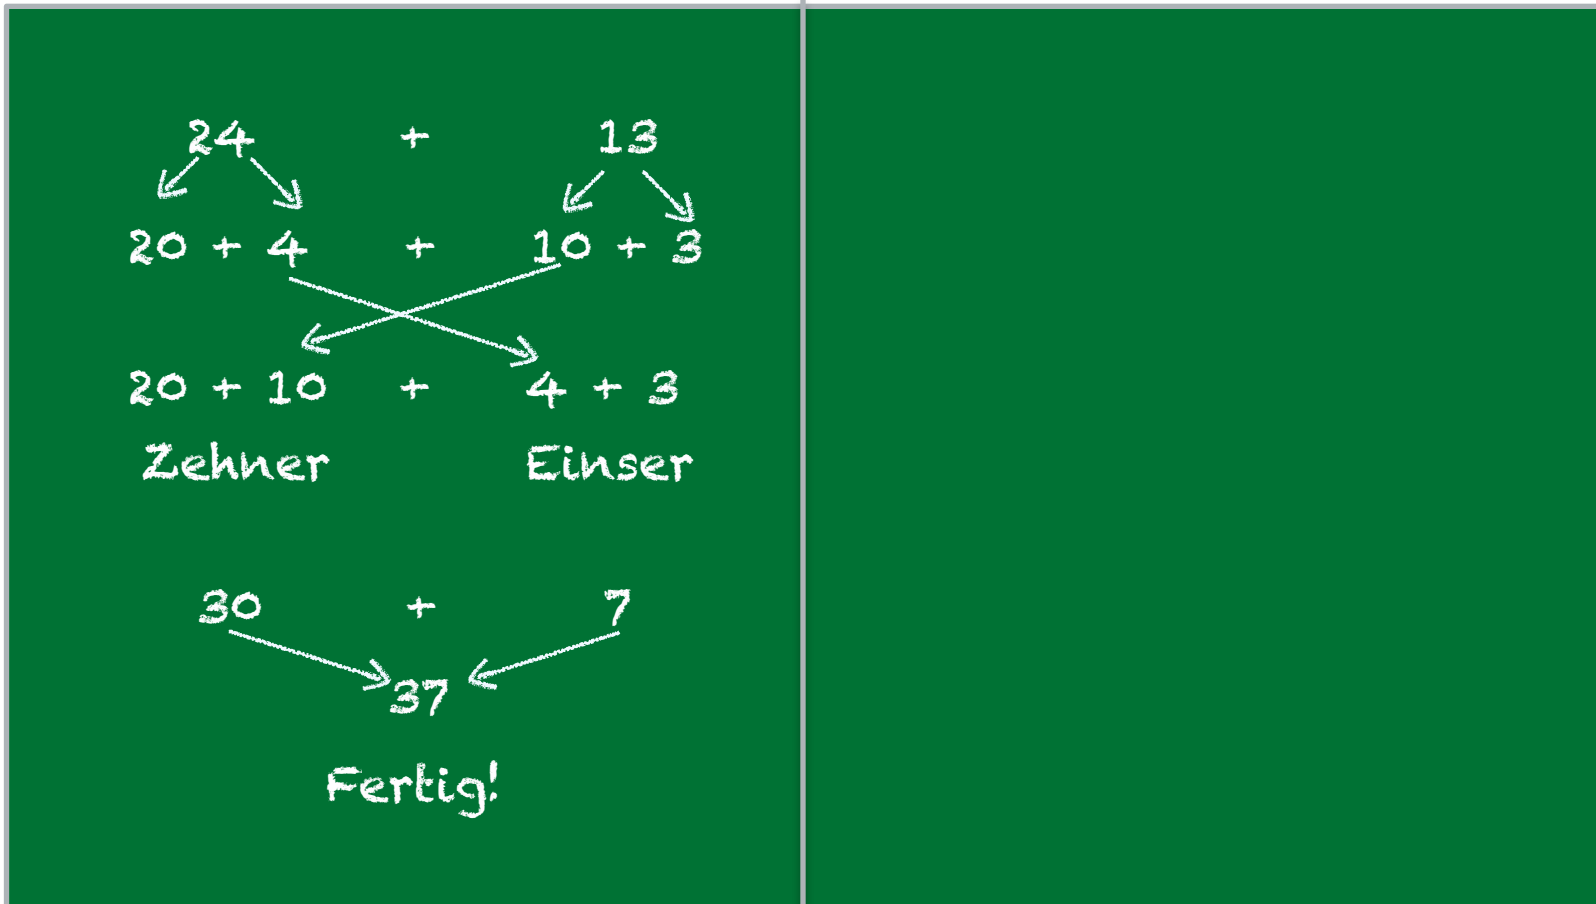 24 + 13
20 + 4 + 10 + 3
20 + 10 + 4 + 3
Zehner Einser
30 + 7
37
Fertig!